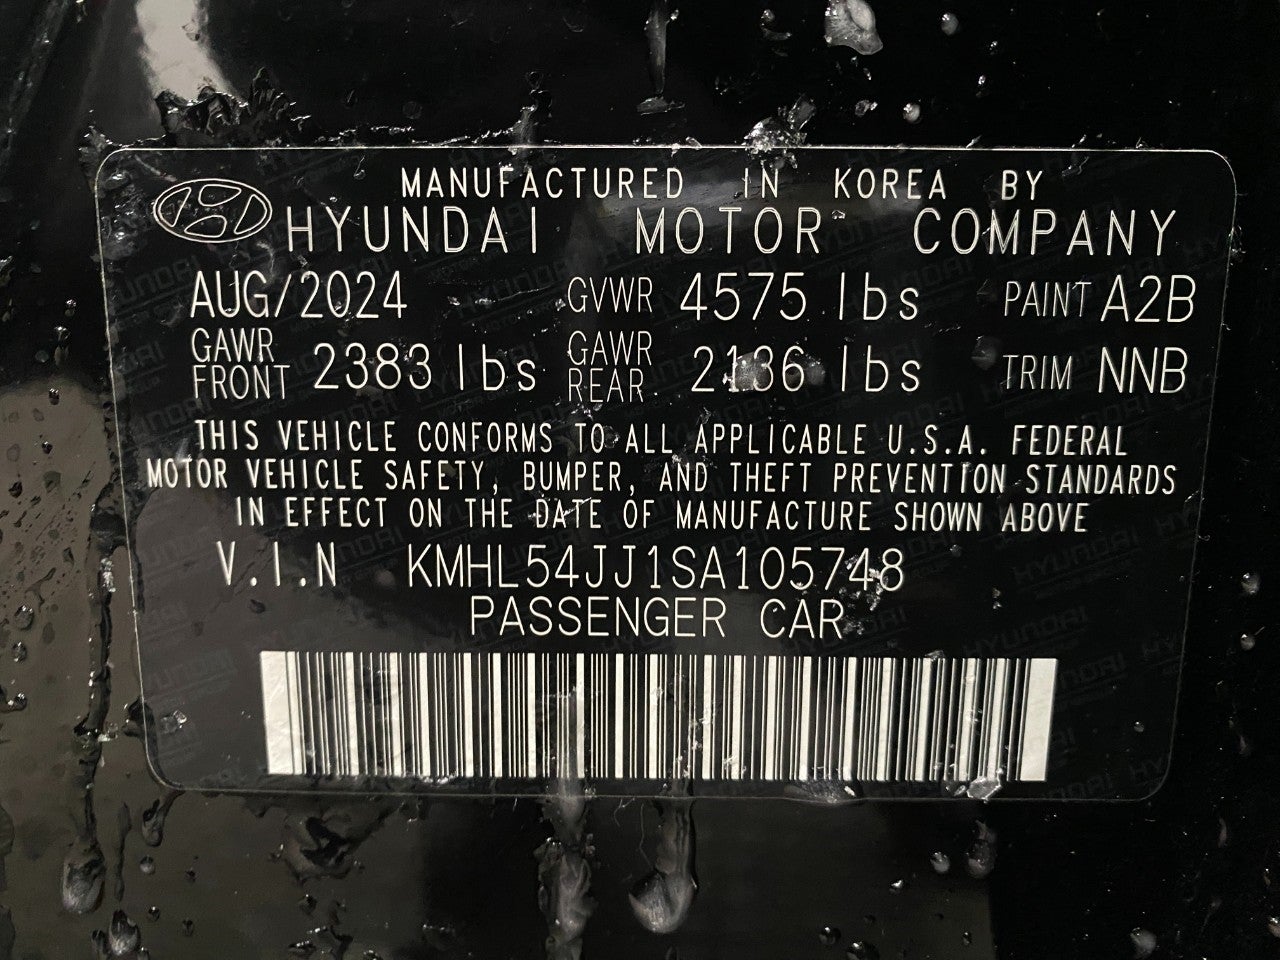 MANUFACTURED IN KOREA BY
HYUNDAI MOTOR COMPANY
AUG/2024 GVWR 4575 lbs PAINT A2B
GAWR FRONT 2383 lbs GAWR REAR 2136 lbs TRIM NNB
THIS VEHICLE CONFORMS TO ALL APPLICABLE U.S.A. FEDERAL
MOTOR VEHICLE SAFETY, BUMPER, AND THEFT PREVENTION STANDARDS
IN EFFECT ON THE DATE OF MANUFACTURE SHOWN ABOVE
V.I.N KMHL54JJ1SA105748
PASSENGER CAR